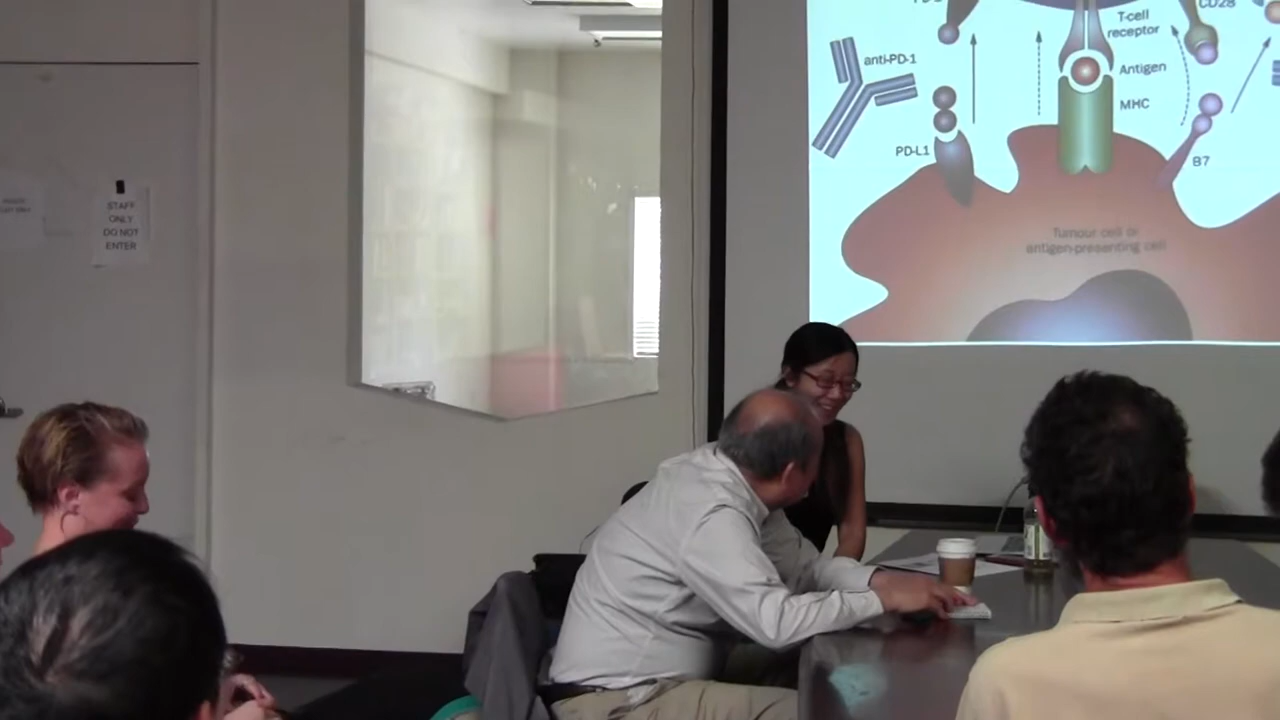 CD28
T-cell
receptor
anti-PD-1
Antigen
MHC
PD-L1
B7
STAFF
ONLY
DO NOT
ENTER
Tumour cell or
antigen-presenting cell